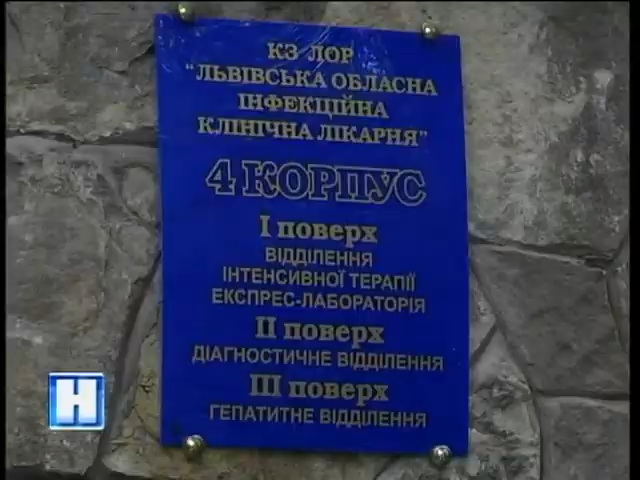 КЗ ЛОР
"ЛЬВІВСЬКА ОБЛАСНА
ІНФЕКЦІЙНА
КЛІНІЧНА ЛІКАРНЯ"
4 КОРПУС
І поверх
ВІДДІЛЕННЯ
ІНТЕНСИВНОЇ ТЕРАПІЇ
ЕКСПРЕС-ЛАБОРАТОРІЯ
ІІ поверх
ДІАГНОСТИЧНЕ ВІДДІЛЕННЯ
ІІІ поверх
ГЕПАТИТНЕ ВІДДІЛЕННЯ
Н